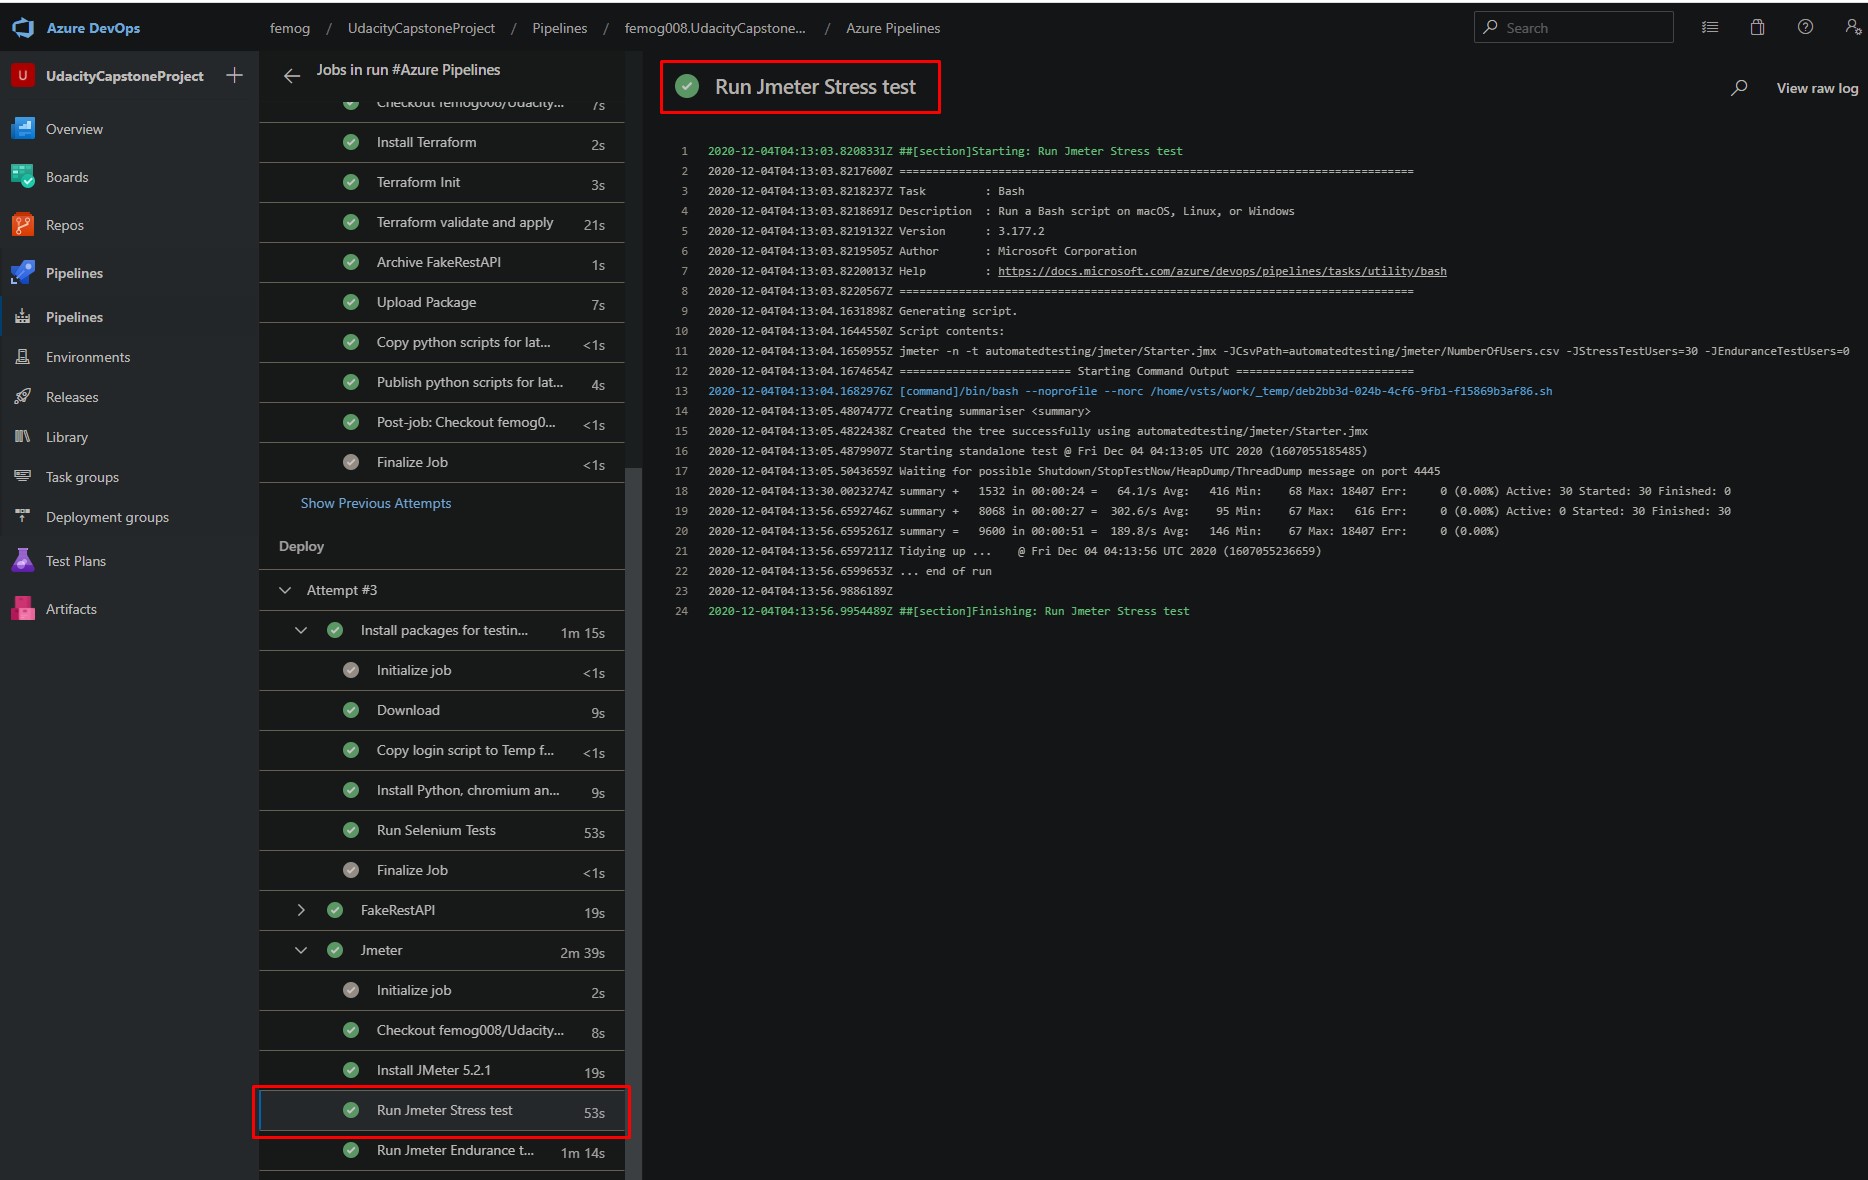 Azure DevOps
femog / UdacityCapstoneProject / Pipelines / femog008.UdacityCapstone... / Azure Pipelines
Search
U UdacityCapstoneProject
Overview
Boards
Repos
Pipelines
Pipelines
Environments
Releases
Library
Task groups
Deployment groups
Test Plans
Artifacts
Jobs in run #Azure Pipelines
Checkout femog008/Udacity... 7s
Install Terraform 2s
Terraform Init 3s
Terraform validate and apply 21s
Archive FakeRestAPI 1s
Upload Package 7s
Copy python scripts for lat... <1s
Publish python scripts for lat... 4s
Post-job: Checkout femog0... <1s
Finalize Job <1s
Show Previous Attempts
Deploy
Attempt #3
Install packages for testin... 1m 15s
Initialize job <1s
Download 9s
Copy login script to Temp f... <1s
Install Python, chromium an... 9s
Run Selenium Tests 53s
Finalize Job <1s
FakeRestAPI 19s
Jmeter 2m 39s
Initialize job 2s
Checkout femog008/Udacity... 8s
Install JMeter 5.2.1 19s
Run Jmeter Stress test 53s
Run Jmeter Endurance t... 1m 14s
Run Jmeter Stress test
View raw log
1 2020-12-04T04:13:03.8208331Z ##[section]Starting: Run Jmeter Stress test
2 2020-12-04T04:13:03.8217600Z ==============================================================================
3 2020-12-04T04:13:03.8218237Z Task         : Bash
4 2020-12-04T04:13:03.8218691Z Description  : Run a Bash script on macOS, Linux, or Windows
5 2020-12-04T04:13:03.8219132Z Version      : 3.177.2
6 2020-12-04T04:13:03.8219505Z Author       : Microsoft Corporation
7 2020-12-04T04:13:03.8220013Z Help         : https://docs.microsoft.com/azure/devops/pipelines/tasks/utility/bash
8 2020-12-04T04:13:03.8220567Z ==============================================================================
9 2020-12-04T04:13:04.1631898Z Generating script.
10 2020-12-04T04:13:04.1644550Z Script contents:
11 2020-12-04T04:13:04.1650955Z jmeter -n -t automatedtesting/jmeter/Starter.jmx -JCsvPath=automatedtesting/jmeter/NumberOfUsers.csv -JStressTestUsers=30 -JEnduranceTestUsers=0
12 2020-12-04T04:13:04.1674654Z ========================== Starting Command Output ===========================
13 2020-12-04T04:13:04.1682976Z [command]/bin/bash --noprofile --norc /home/vsts/work/_temp/deb2bb3d-024b-4cf6-9fb1-f15869b3af86.sh
14 2020-12-04T04:13:05.4807477Z Creating summariser <summary>
15 2020-12-04T04:13:05.4822438Z Created the tree successfully using automatedtesting/jmeter/Starter.jmx
16 2020-12-04T04:13:05.4879907Z Starting standalone test @ Fri Dec 04 04:13:05 UTC 2020 (1607055185485)
17 2020-12-04T04:13:05.5043659Z Waiting for possible Shutdown/StopTestNow/HeapDump/ThreadDump message on port 4445
18 2020-12-04T04:13:30.0023274Z summary +   1532 in 00:00:24 =   64.1/s Avg:   416 Min:    68 Max: 18407 Err:     0 (0.00%) Active: 30 Started: 30 Finished: 0
19 2020-12-04T04:13:56.6592746Z summary +   8068 in 00:00:27 =  302.6/s Avg:    95 Min:    67 Max:   616 Err:     0 (0.00%) Active: 0 Started: 30 Finished: 30
20 2020-12-04T04:13:56.6595261Z summary =   9600 in 00:00:51 =  189.8/s Avg:   146 Min:    67 Max: 18407 Err:     0 (0.00%)
21 2020-12-04T04:13:56.6597211Z Tidying up ...    @ Fri Dec 04 04:13:56 UTC 2020 (1607055236659)
22 2020-12-04T04:13:56.6599653Z ... end of run
23 2020-12-04T04:13:56.9886189Z
24 2020-12-04T04:13:56.9954489Z ##[section]Finishing: Run Jmeter Stress test